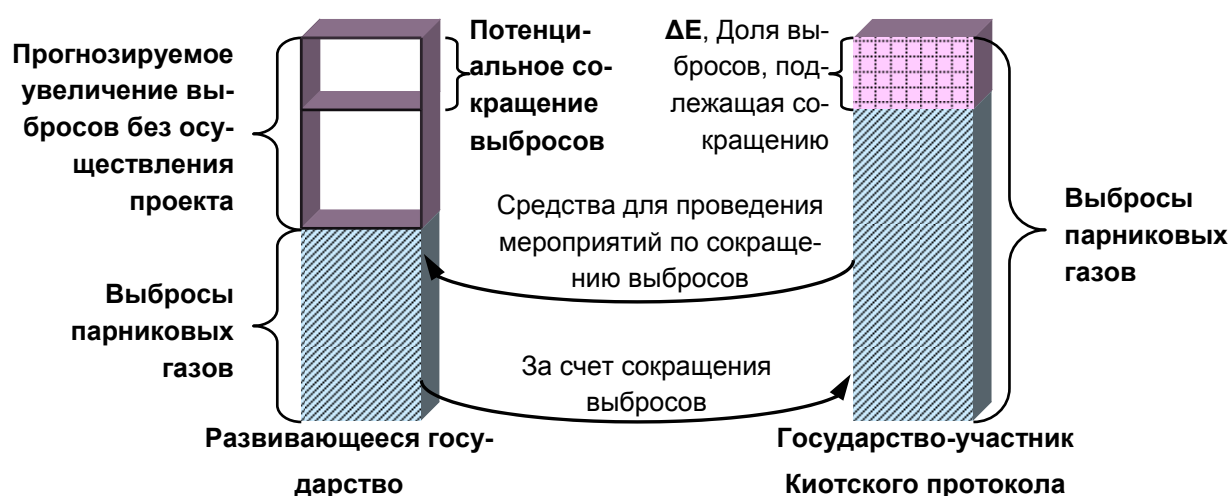 Прогнозируемое
увеличение вы-
бросов без осу-
ществления
проекта
Выбросы
парниковых
газов
Потенци-
альное со-
кращение
выбросов
ΔЕ, Доля вы-
бросов, под-
лежащая со-
кращению
Средства для проведения
мероприятий по сокраще-
нию выбросов
За счет сокращения
выбросов
Выбросы
парниковых
газов
Развивающееся госу-
дарство
Государство-участник
Киотского протокола